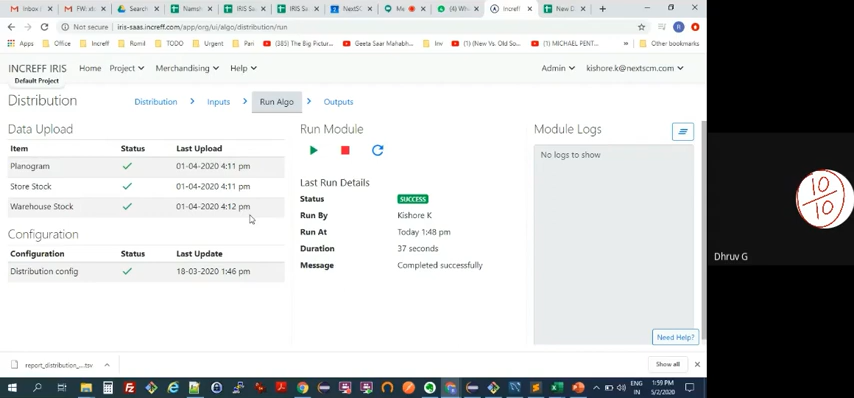 Inbox
FW: xl
Search
Namsh
IRIS Sa
IRIS Sa
NextSC
Me
(6) Wh
Increff
New D
iris-saas.increff.com/app/org/ui/algo/distribution/run
Apps Office Increff Romil TODO Urgent Pari (385) The Big Pictur... Geeta Saar Mahabh... Inv (1) (New Vs. Old So... (1) MICHAEL PENT... » Other bookmarks
INCREFF IRIS Home Project Merchandising Help Admin kishore.k@nextscm.com
Default Project
Distribution Distribution Inputs Run Algo Outputs
Data Upload
Item Status Last Upload
Planogram 01-04-2020 4:11 pm
Store Stock 01-04-2020 4:11 pm
Warehouse Stock 01-04-2020 4:12 pm
Configuration
Configuration Status Last Update
Distribution config 18-03-2020 1:46 pm
Run Module
Last Run Details
Status SUCCESS
Run By Kishore K
Run At Today 1:48 pm
Duration 37 seconds
Message Completed successfully
Module Logs
No logs to show
Need Help?
10
10
Dhruv G
report_distribution_....tsv
Show all
ENG
IN
1:59 PM
5/2/2020